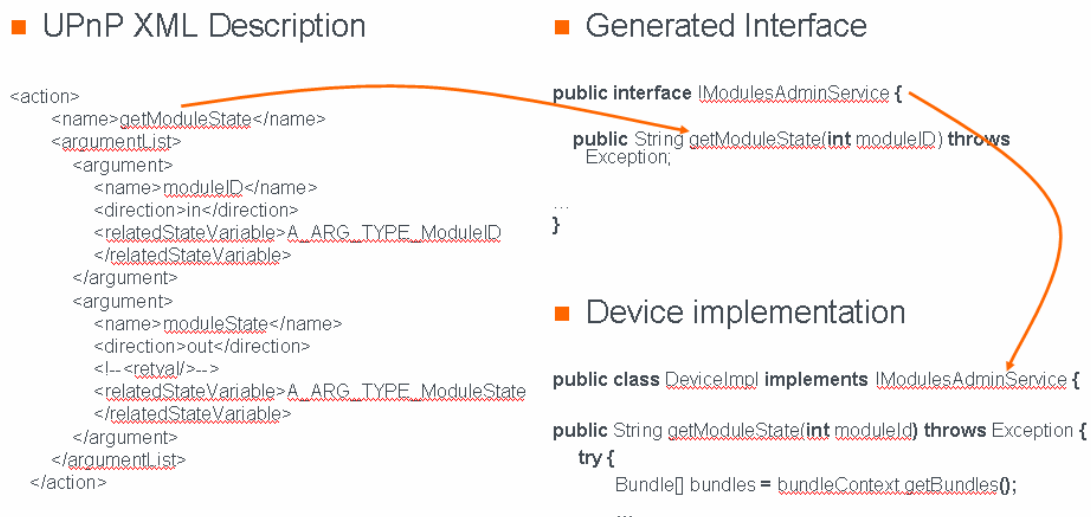 UPnP XML Description
<action>
<name>getModuleState</name>
<argumentList>
<argument>
<name>moduleID</name>
<direction>in</direction>
<relatedStateVariable>A_ARG_TYPE_ModuleID
</relatedStateVariable>
</argument>
<argument>
<name>moduleState</name>
<direction>out</direction>
<!--<retval/>-->
<relatedStateVariable>A_ARG_TYPE_ModuleState
</relatedStateVariable>
</argument>
</argumentList>
</action>
Generated Interface
public interface IModulesAdminService {
public String getModuleState(int moduleID) throws
Exception;
...
}
Device implementation
public class DeviceImpl implements IModulesAdminService {
public String getModuleState(int moduleId) throws Exception {
try {
Bundle[] bundles = bundleContext.getBundles();
...